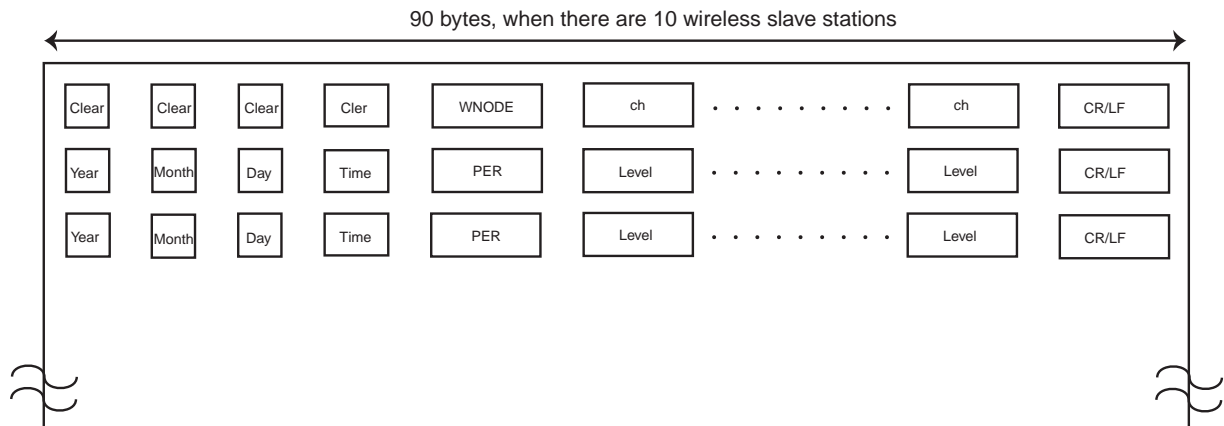 90 bytes, when there are 10 wireless slave stations
Clear Clear Clear Cler WNODE ch . . . . . . . . . ch CR/LF
Year Month Day Time PER Level . . . . . . . . . Level CR/LF
Year Month Day Time PER Level . . . . . . . . . Level CR/LF